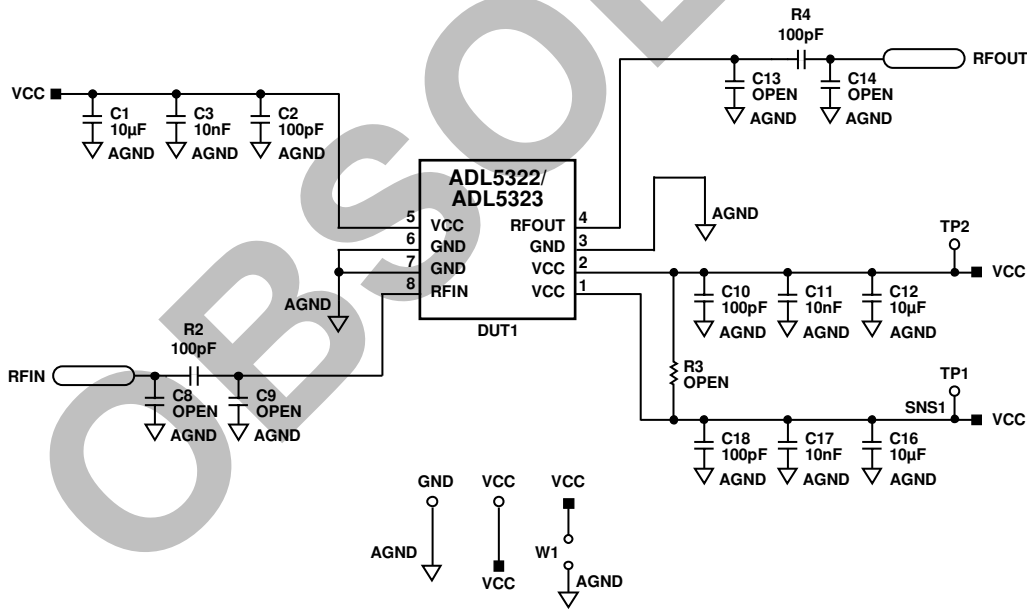 R4
100pF
RFOUT
C13
OPEN
AGND
C14
OPEN
AGND
VCC
C1
10µF
AGND
C3
10nF
AGND
C2
100pF
AGND
ADL5322/
ADL5323
5
VCC
6
GND
7
GND
8
RFIN
RFOUT
4
GND
3
VCC
2
VCC
1
DUT1
AGND
AGND
TP2
VCC
C10
100pF
AGND
C11
10nF
AGND
C12
10µF
AGND
R3
OPEN
R2
100pF
RFIN
C8
OPEN
AGND
C9
OPEN
AGND
TP1
SNS1
VCC
C18
100pF
AGND
C17
10nF
AGND
C16
10µF
AGND
GND
AGND
VCC
VCC
VCC
W1
AGND